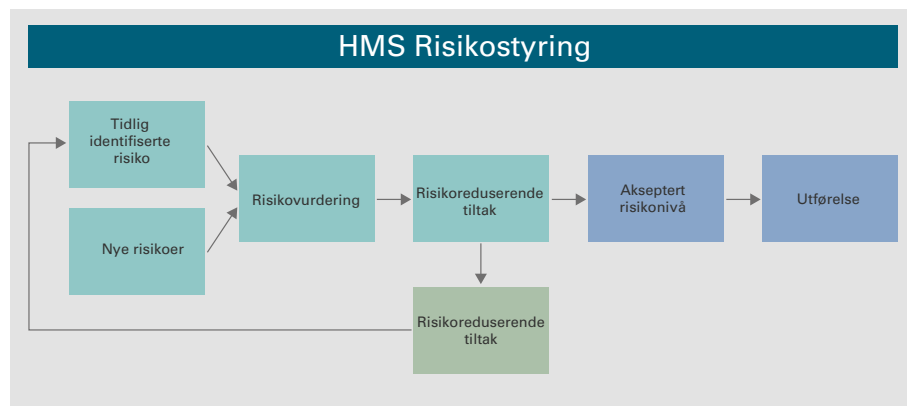 HMS Risikostyring
Tidlig
identifiserte
risiko
Nye risikoer
Risikovurdering
Risikoreduserende
tiltak
Akseptert
risikonivå
Utførelse
Risikoreduserende
tiltak